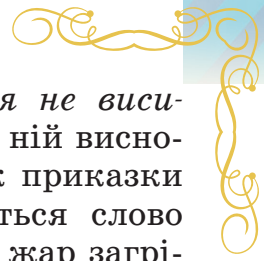 я не виси-
ній висно-
приказки
ться слово
жар загрі-